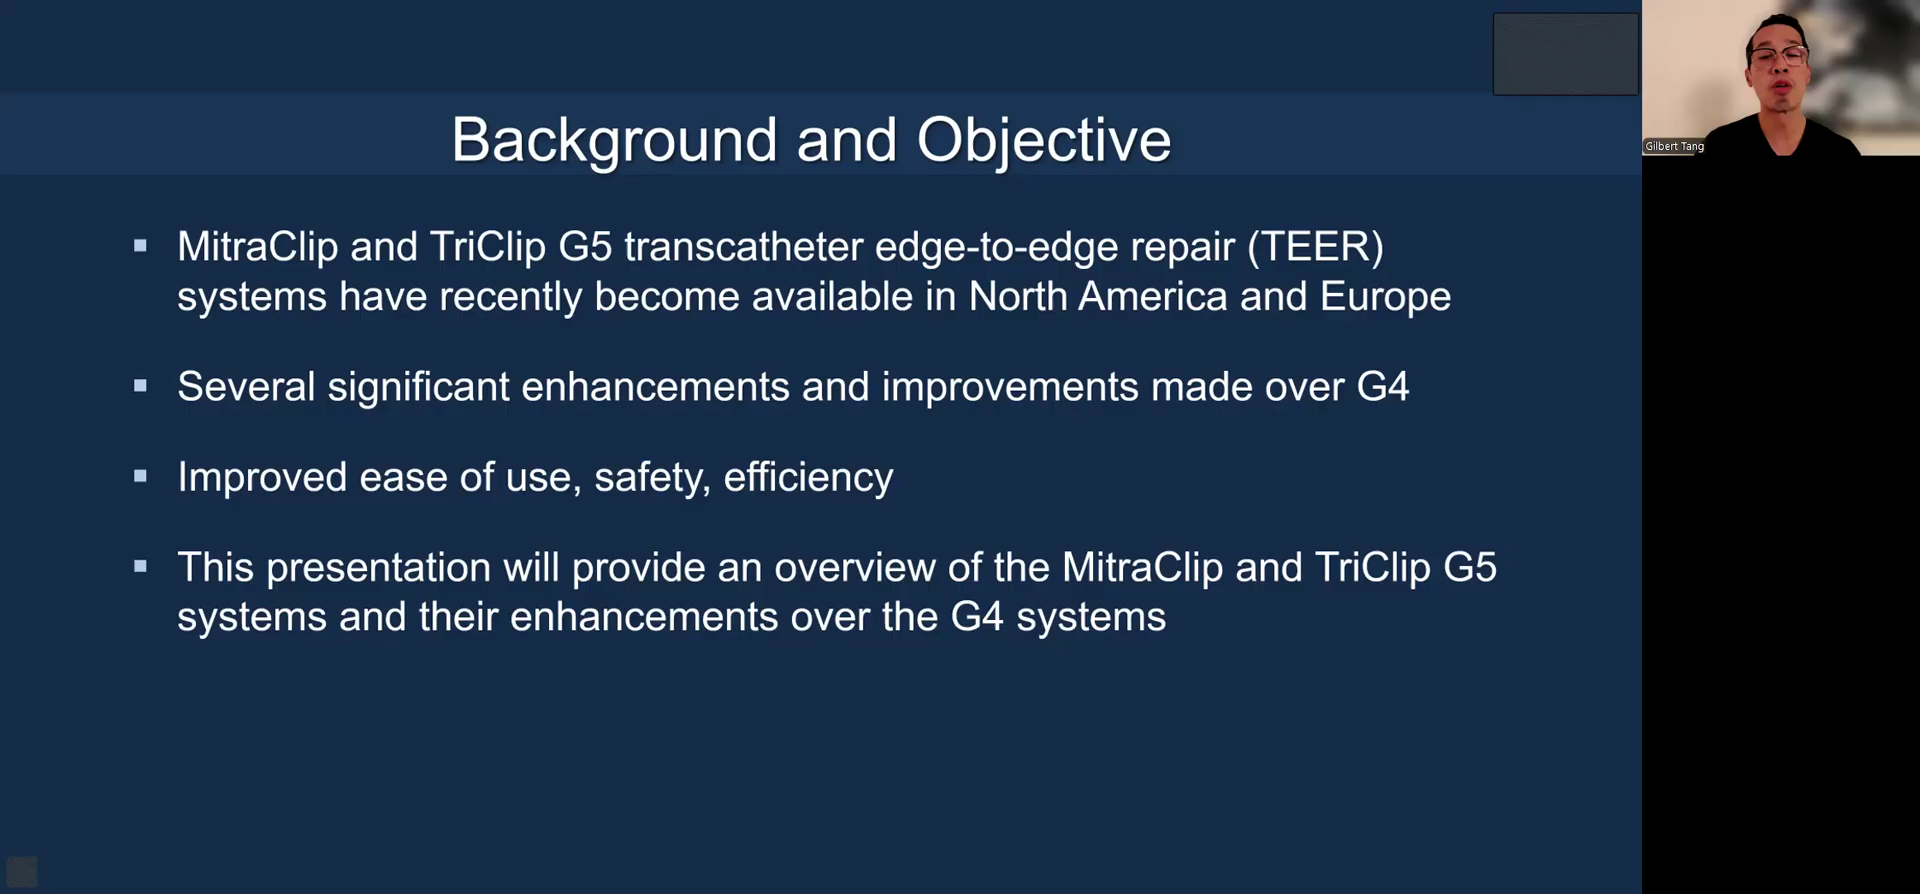 Background and Objective
MitraClip and TriClip G5 transcatheter edge-to-edge repair (TEER)
systems have recently become available in North America and Europe
Several significant enhancements and improvements made over G4
Improved ease of use, safety, efficiency
This presentation will provide an overview of the MitraClip and TriClip G5
systems and their enhancements over the G4 systems
Gilbert Tang